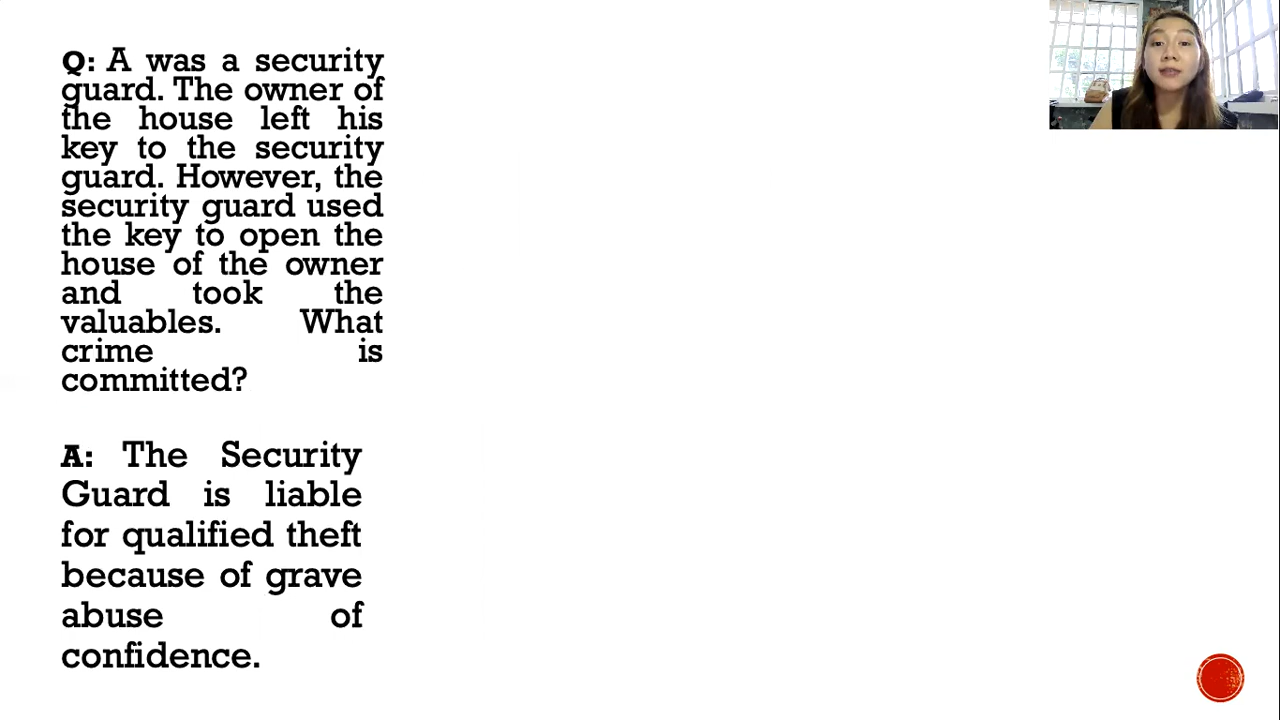 Q: A was a security
guard. The owner of
the house left his
key to the security
guard. However, the
security guard used
the key to open the
house of the owner
and took the
valuables. What
crime is
committed?
A: The Security
Guard is liable
for qualified theft
because of grave
abuse of
confidence.